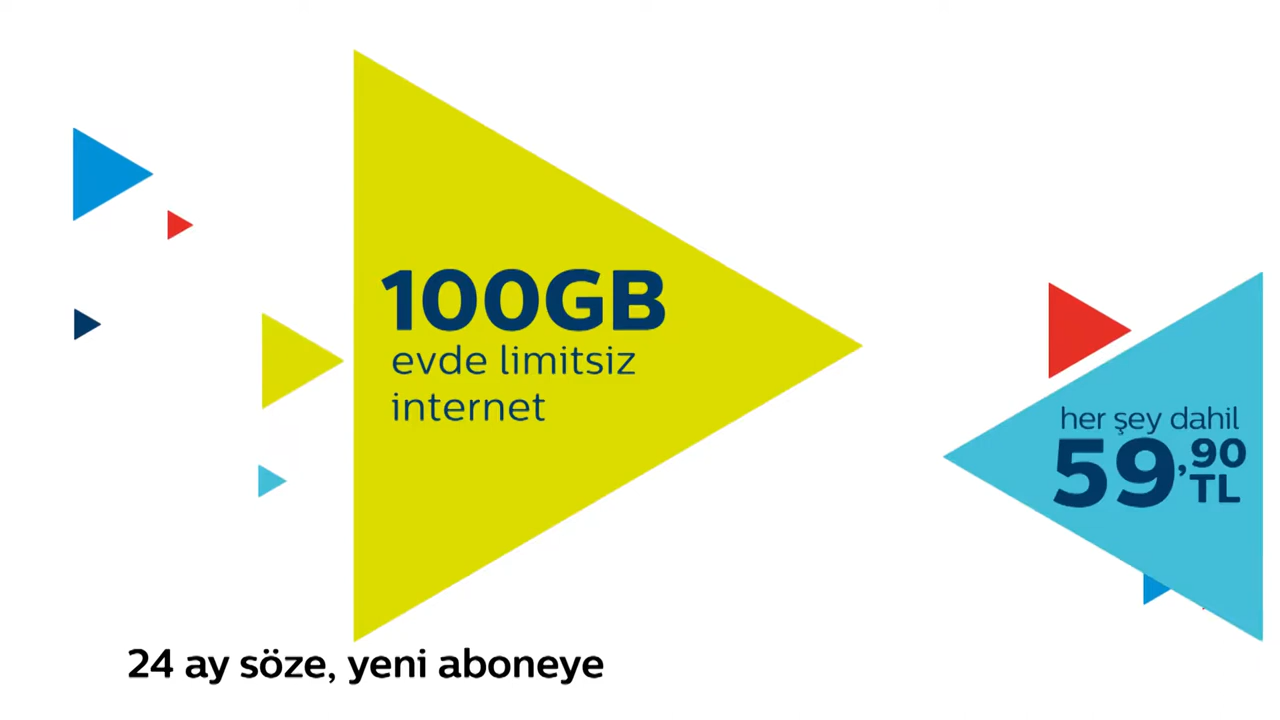 100GB
evde limitsiz
internet
her şey dahil
59,90
TL
24 ay söze, yeni aboneye